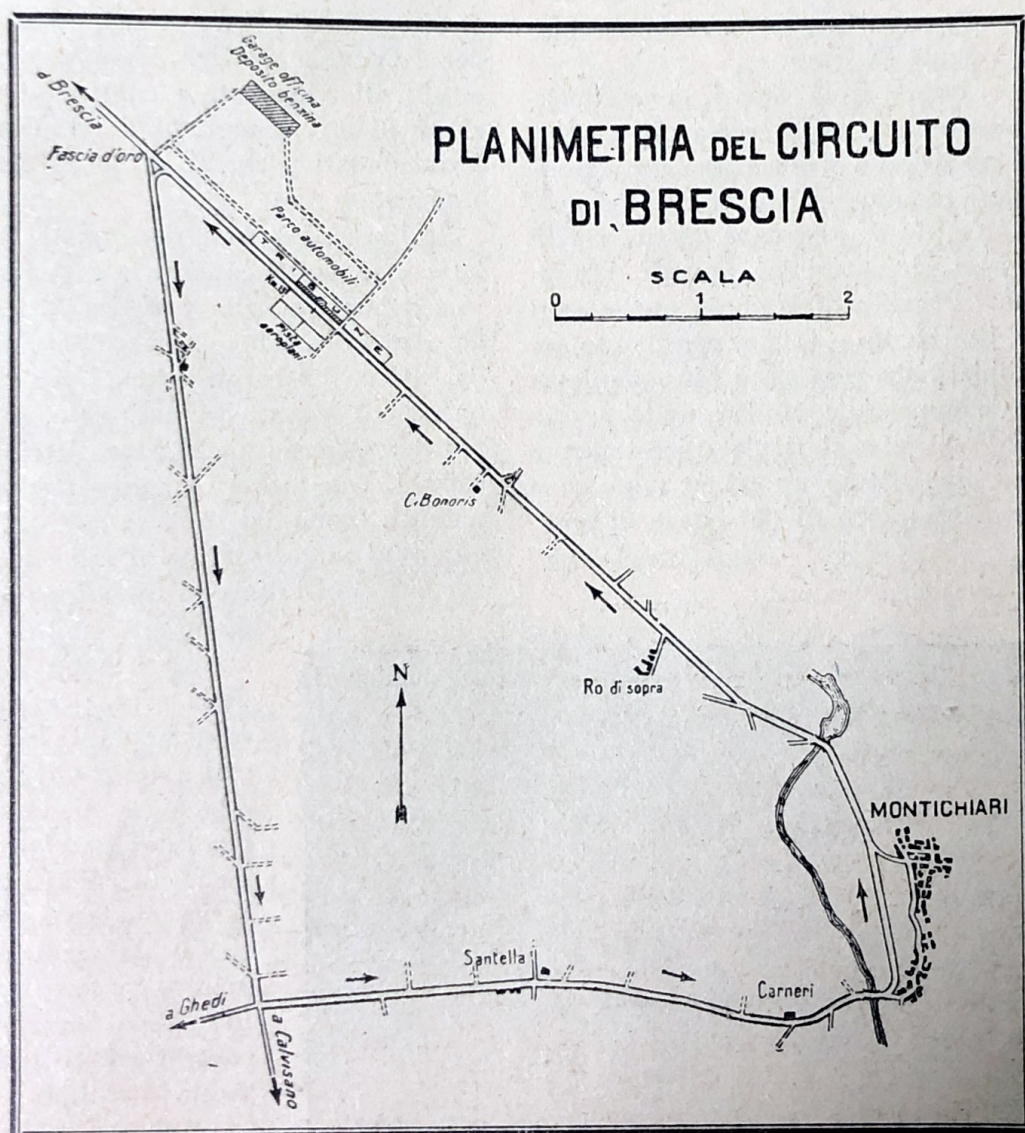 PLANIMETRIA DEL CIRCUITO
DI BRESCIA
SCALA
0 1 2
a Brescia
Fascia d'oro
Garage officina
Deposito benzina
Parco automobili
TRIBUNE
Pista
aeroplani
C. Bonoris
Ro di sopra
N
MONTICHIARI
Santella
Carneri
a Ghedi
a Calvisano